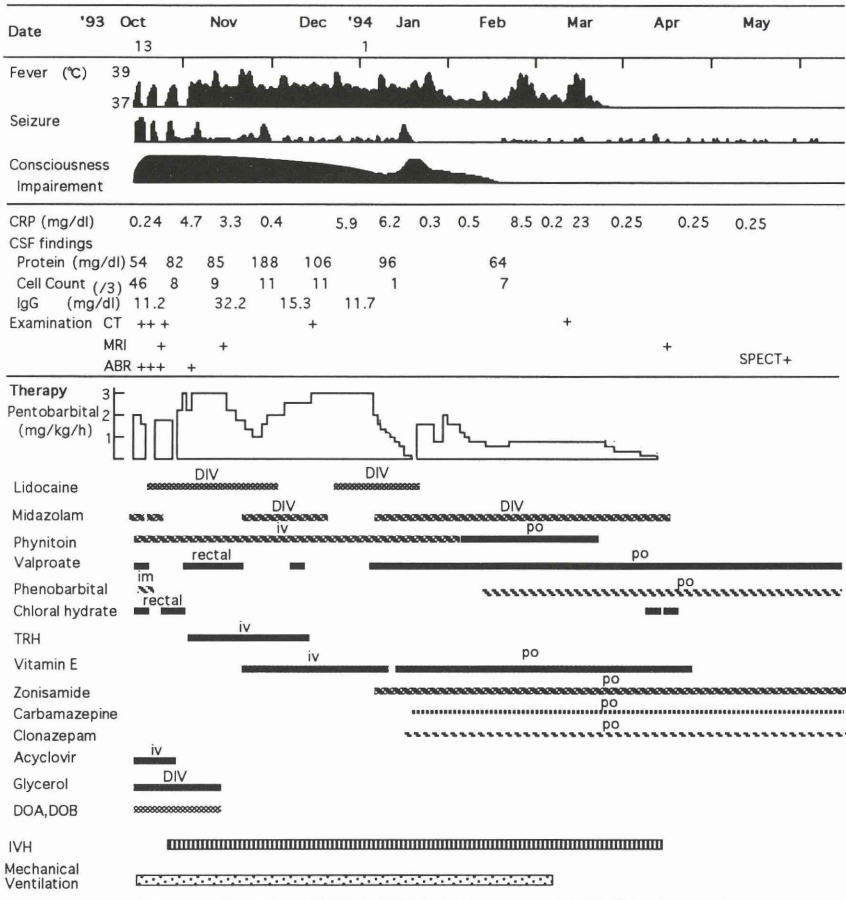 Date '93 Oct Nov Dec '94 Jan Feb Mar Apr May
13 1
Fever (°C) 39
37
Seizure
Consciousness
Impairement
CRP (mg/dl) 0.24 4.7 3.3 0.4 5.9 6.2 0.3 0.5 8.5 0.2 23 0.25 0.25 0.25
CSF findings
Protein (mg/dl) 54 82 85 188 106 96 64
Cell Count (/3) 46 8 9 11 11 1 7
IgG (mg/dl) 11.2 32.2 15.3 11.7
Examination CT ++ + + +
MRI + + +
ABR +++ + SPECT+
Therapy
Pentobarbital 3
(mg/kg/h) 2
1
DIV DIV
Lidocaine
DIV DIV
Midazolam
iv po
Phynitoin
rectal po
Valproate
im po
Phenobarbital
rectal
Chloral hydrate
iv
TRH
iv po
Vitamin E
po
Zonisamide
po
Carbamazepine
po
Clonazepam
iv
Acyclovir
DIV
Glycerol
DOA,DOB
IVH
Mechanical
Ventilation